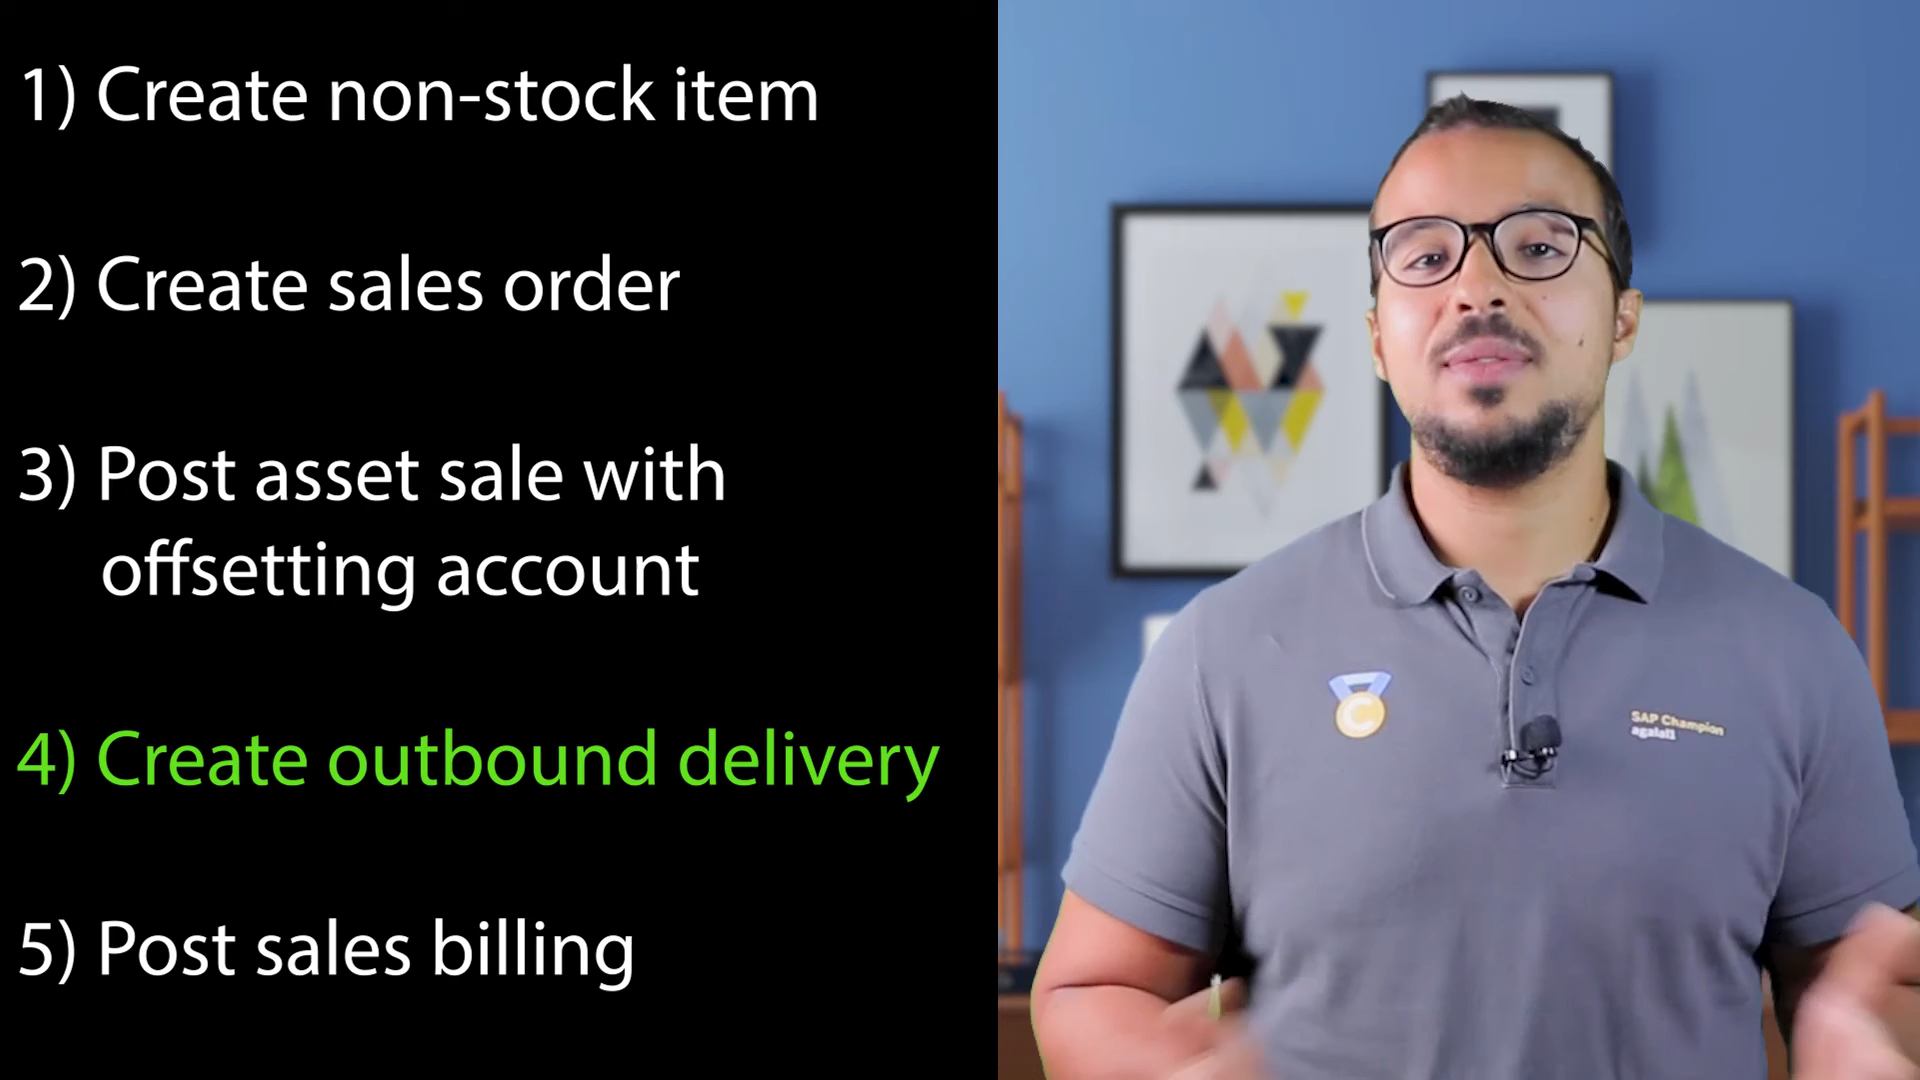 1) Create non-stock item
2) Create sales order
3) Post asset sale with
offsetting account
4) Create outbound delivery
5) Post sales billing
C
SAP Champion
agalal1